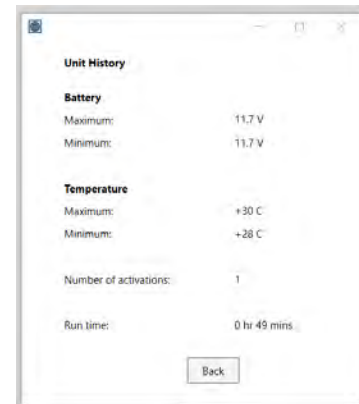 Unit History
Battery
Maximum: 11.7 V
Minimum: 11.7 V
Temperature
Maximum: +30 C
Minimum: +28 C
Number of activations: 1
Run time: 0 hr 49 mins
Back